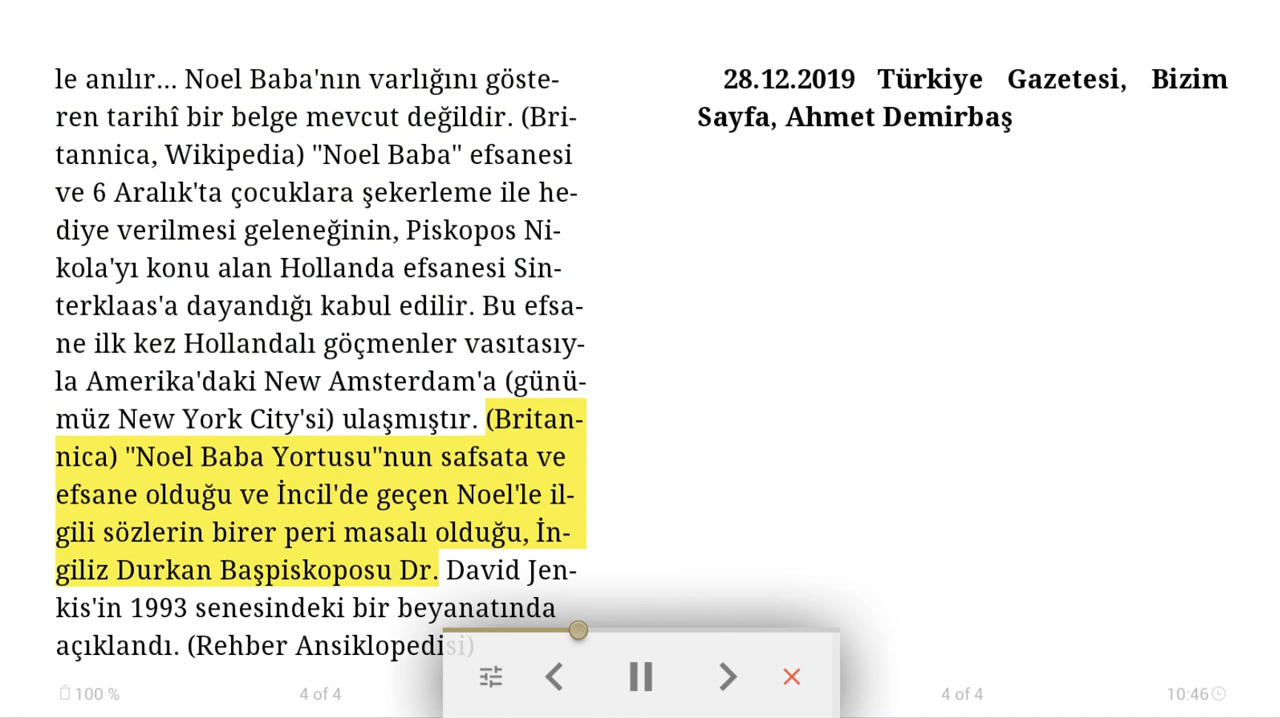 le anılır... Noel Baba'nın varlığını göste-
ren tarihî bir belge mevcut değildir. (Bri-
tannica, Wikipedia) "Noel Baba" efsanesi
ve 6 Aralık'ta çocuklara şekerleme ile he-
diye verilmesi geleneğinin, Piskopos Ni-
kola'yı konu alan Hollanda efsanesi Sin-
terklaas'a dayandığı kabul edilir. Bu efsa-
ne ilk kez Hollandalı göçmenler vasıtasıy-
la Amerika'daki New Amsterdam'a (günü-
müz New York City'si) ulaşmıştır. (Britan-
nica) "Noel Baba Yortusu"nun safsata ve
efsane olduğu ve İncil'de geçen Noel'le il-
gili sözlerin birer peri masalı olduğu, İn-
giliz Durkan Başpiskoposu Dr. David Jen-
kis'in 1993 senesindeki bir beyanatında
açıklandı. (Rehber Ansiklopedisi)
100 %
4 of 4
28.12.2019 Türkiye Gazetesi, Bizim
Sayfa, Ahmet Demirbaş
4 of 4
10:46